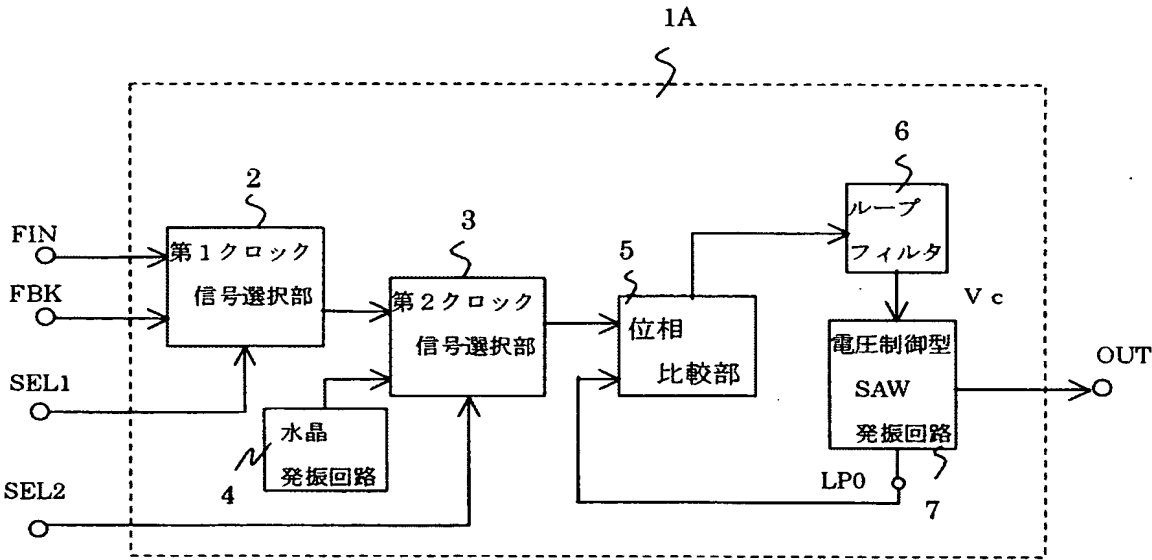 1A
6
ループ
フィルタ
2
FIN
第1クロック
信号選択部
FBK
3
第2クロック
信号選択部
5
位相
比較部
Vc
電圧制御型
SAW
発振回路
OUT
SEL1
水晶
発振回路
4
LP0
7
SEL2